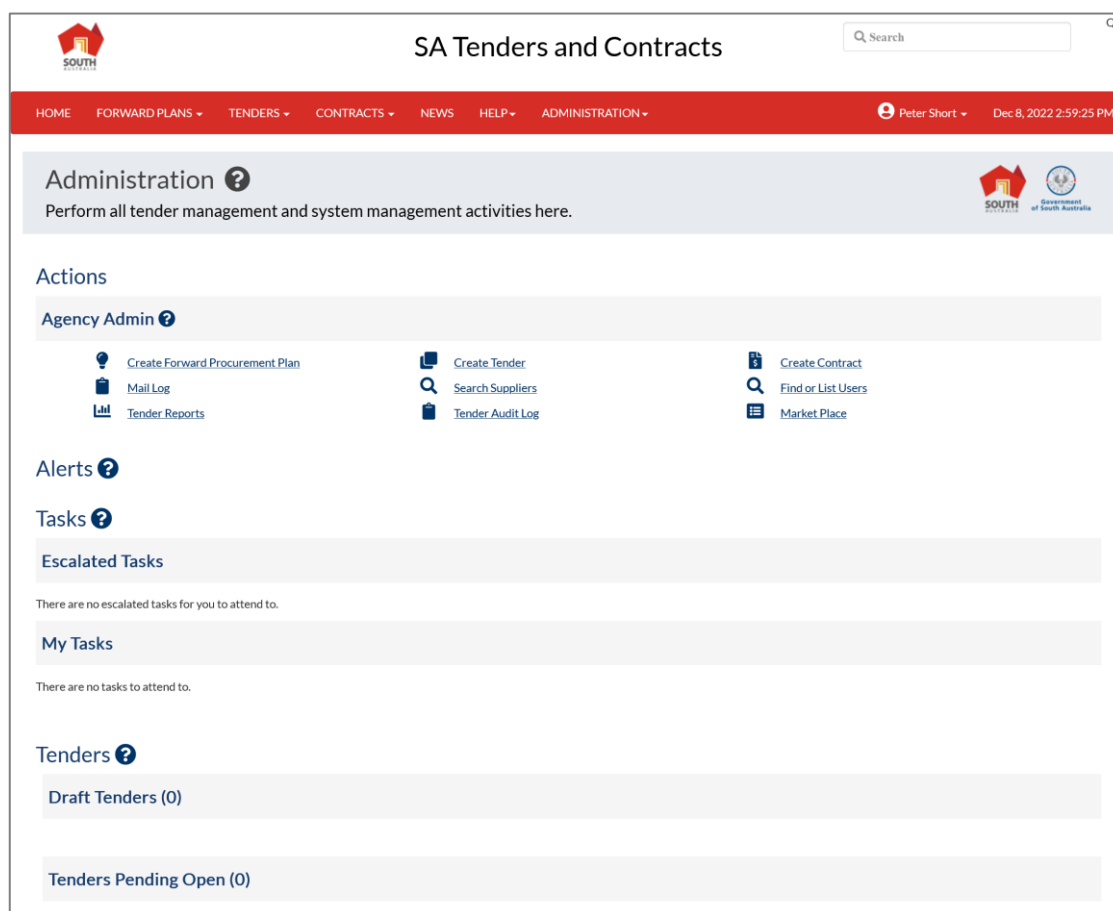 SOUTH
AUSTRALIA
SA Tenders and Contracts
Search
HOME FORWARD PLANS TENDERS CONTRACTS NEWS HELP ADMINISTRATION Peter Short Dec 8, 2022 2:59:25 PM
Administration
Perform all tender management and system management activities here.
SOUTH
AUSTRALIA
Government
of South Australia
Actions
Agency Admin
Create Forward Procurement Plan Create Tender Create Contract
Mail Log Search Suppliers Find or List Users
Tender Reports Tender Audit Log Market Place
Alerts
Tasks
Escalated Tasks
There are no escalated tasks for you to attend to.
My Tasks
There are no tasks to attend to.
Tenders
Draft Tenders (0)
Tenders Pending Open (0)